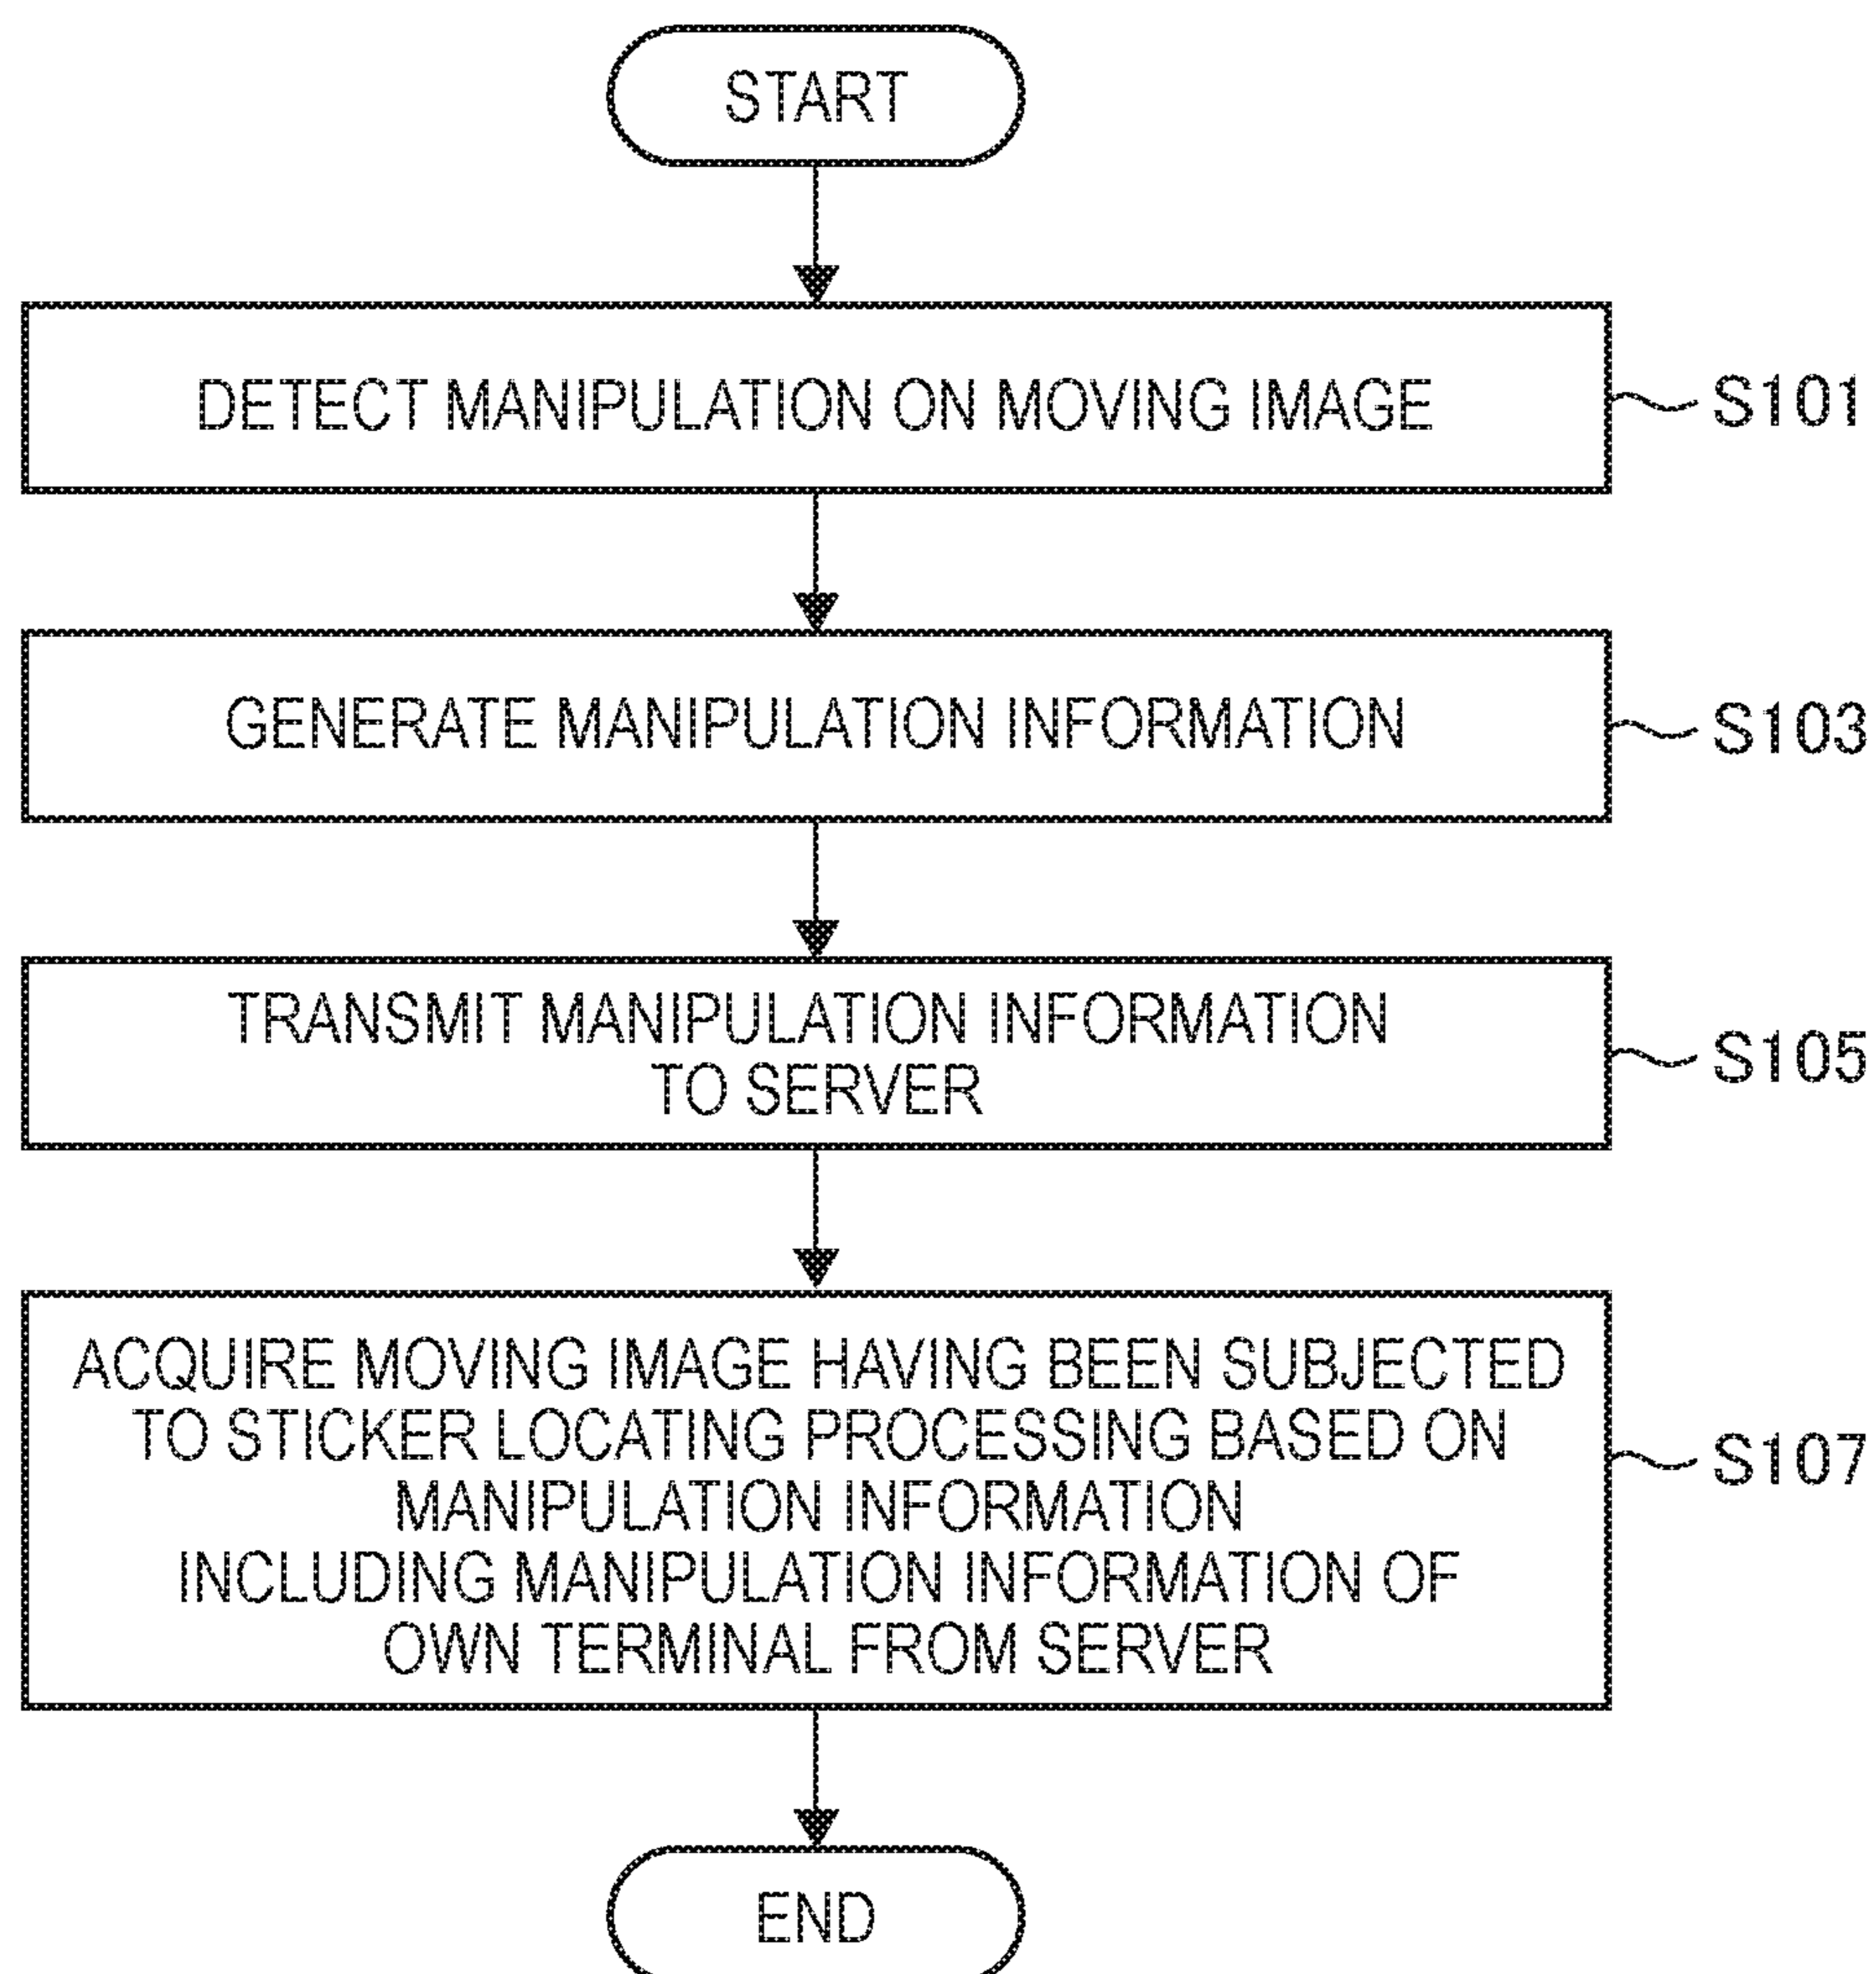 START
DETECT MANIPULATION ON MOVING IMAGE
S101
GENERATE MANIPULATION INFORMATION
S103
TRANSMIT MANIPULATION INFORMATION
TO SERVER
S105
ACQUIRE MOVING IMAGE HAVING BEEN SUBJECTED
TO STICKER LOCATING PROCESSING BASED ON
MANIPULATION INFORMATION
INCLUDING MANIPULATION INFORMATION OF
OWN TERMINAL FROM SERVER
S107
END